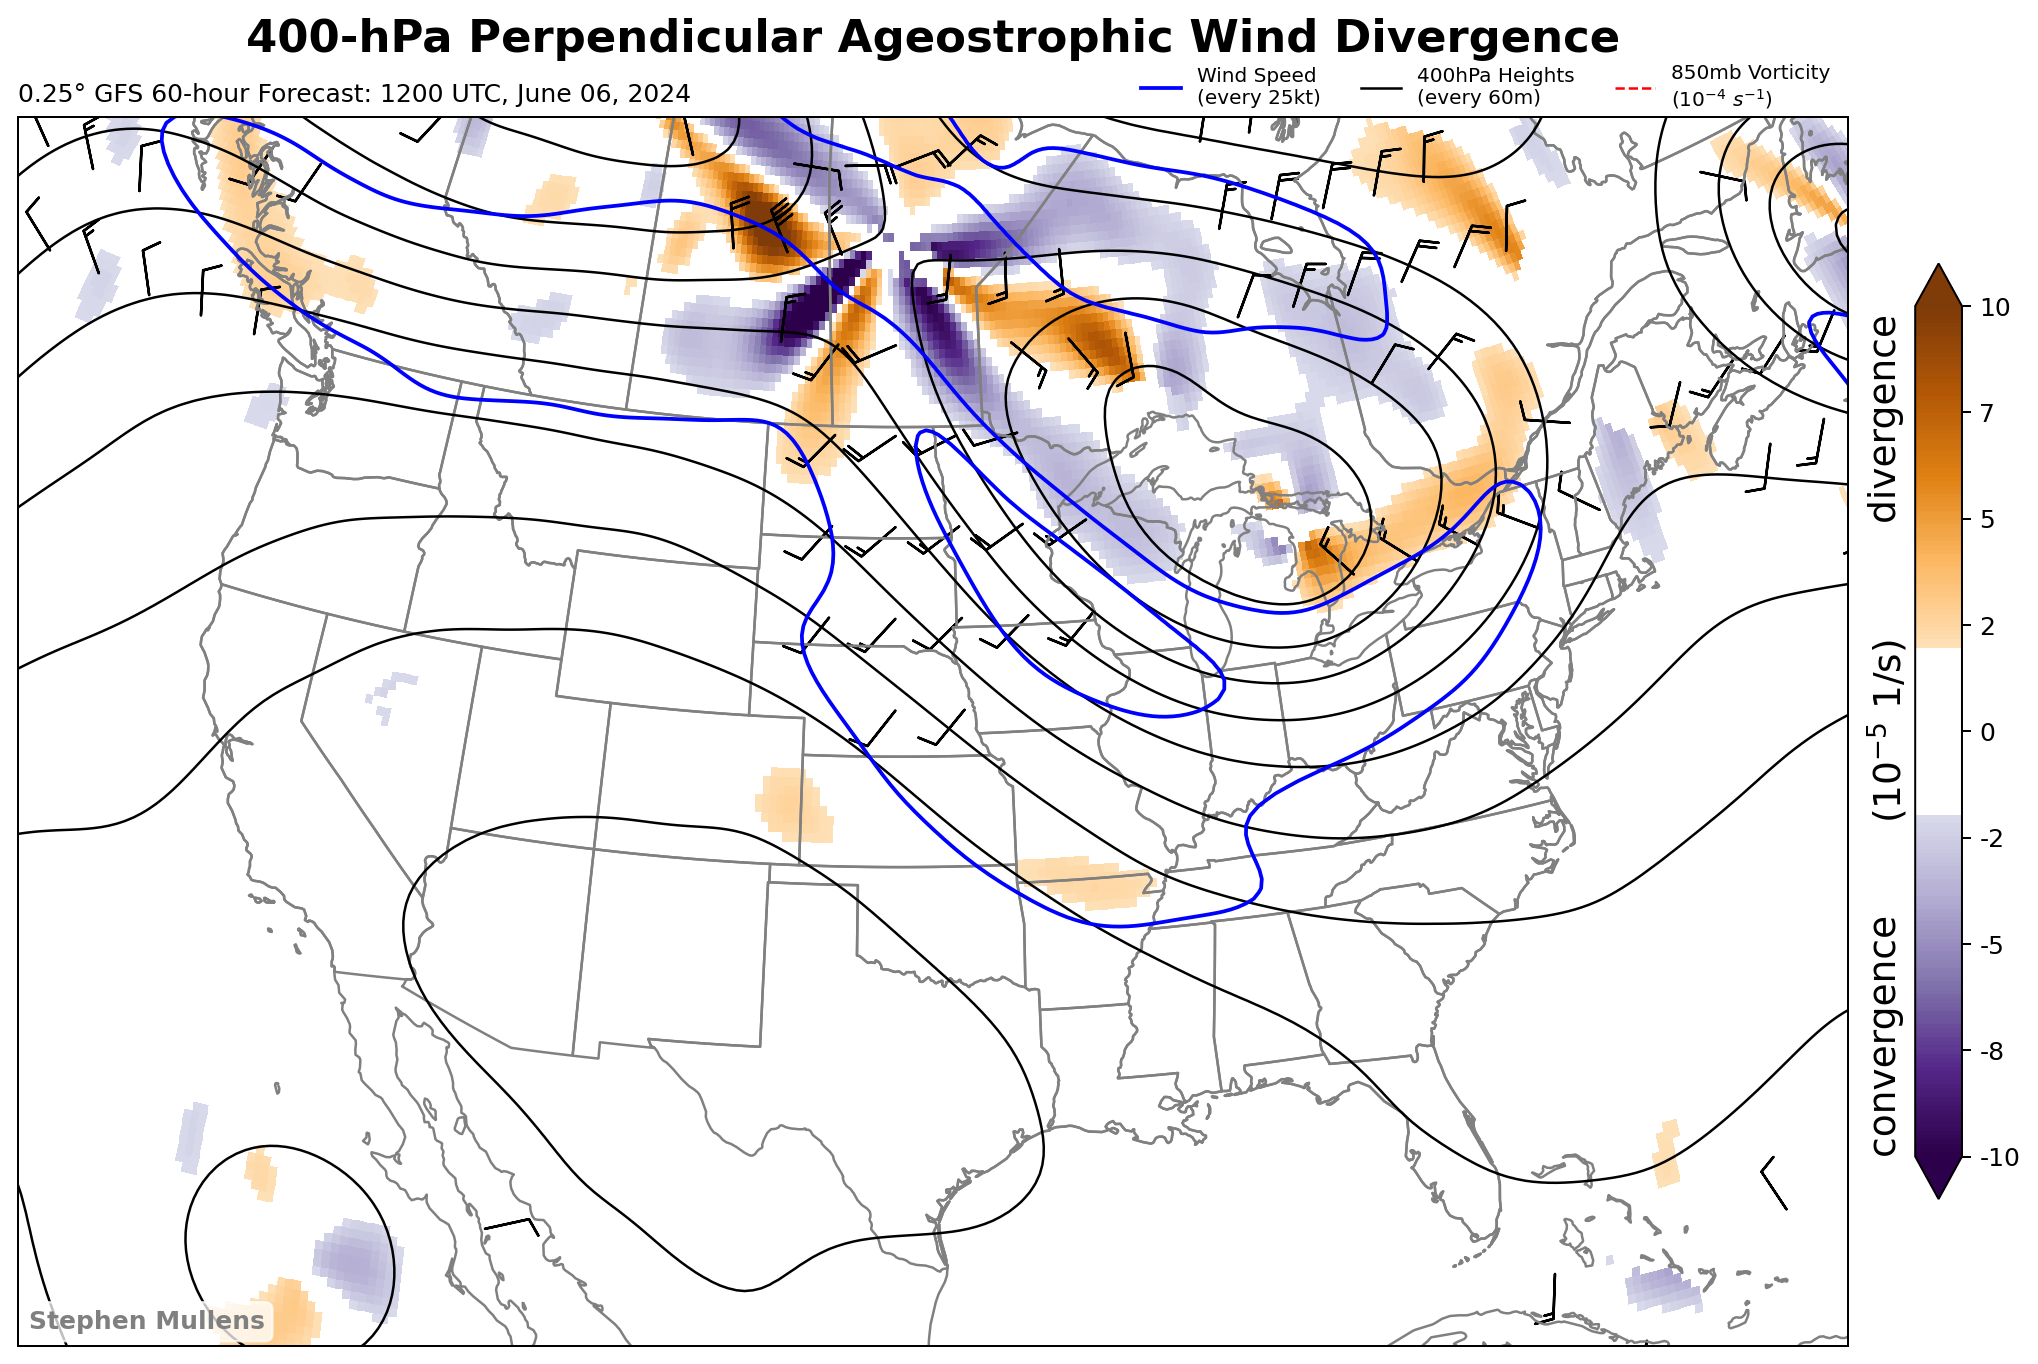 400-hPa Perpendicular Ageostrophic Wind Divergence
0.25° GFS 60-hour Forecast: 1200 UTC, June 06, 2024
Wind Speed
(every 25kt)
400hPa Heights
(every 60m)
850mb Vorticity
(10⁻⁴ s⁻¹)
10
7
5
2
0
-2
-5
-8
-10
convergence (10⁻⁵ 1/s) divergence
Stephen Mullens